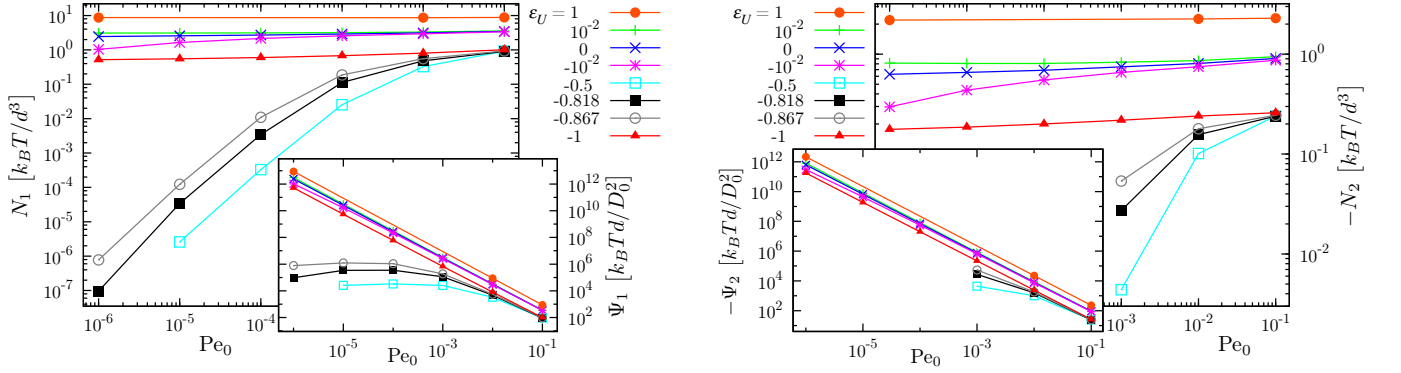 10^1
10^0
10^-1
10^-2
10^-3
10^-4
10^-5
10^-6
10^-7
N_1 [k_BT/d^3]
10^-6 10^-5 10^-4
Pe_0
ε_U = 1
10^-2
0
-10^-2
-0.5
-0.818
-0.867
-1
10^12
10^10
10^8
10^6
10^4
10^2
Ψ_1 [k_BTd/D_0^2]
10^-5 10^-3 10^-1
Pe_0
ε_U = 1
10^-2
0
-10^-2
-0.5
-0.818
-0.867
-1
10^0
10^-1
10^-2
-N_2 [k_BT/d^3]
10^-3 10^-2 10^-1
Pe_0
10^12
10^10
10^8
10^6
10^4
10^2
-Ψ_2 [k_BTd/D_0^2]
10^-5 10^-3 10^-1
Pe_0